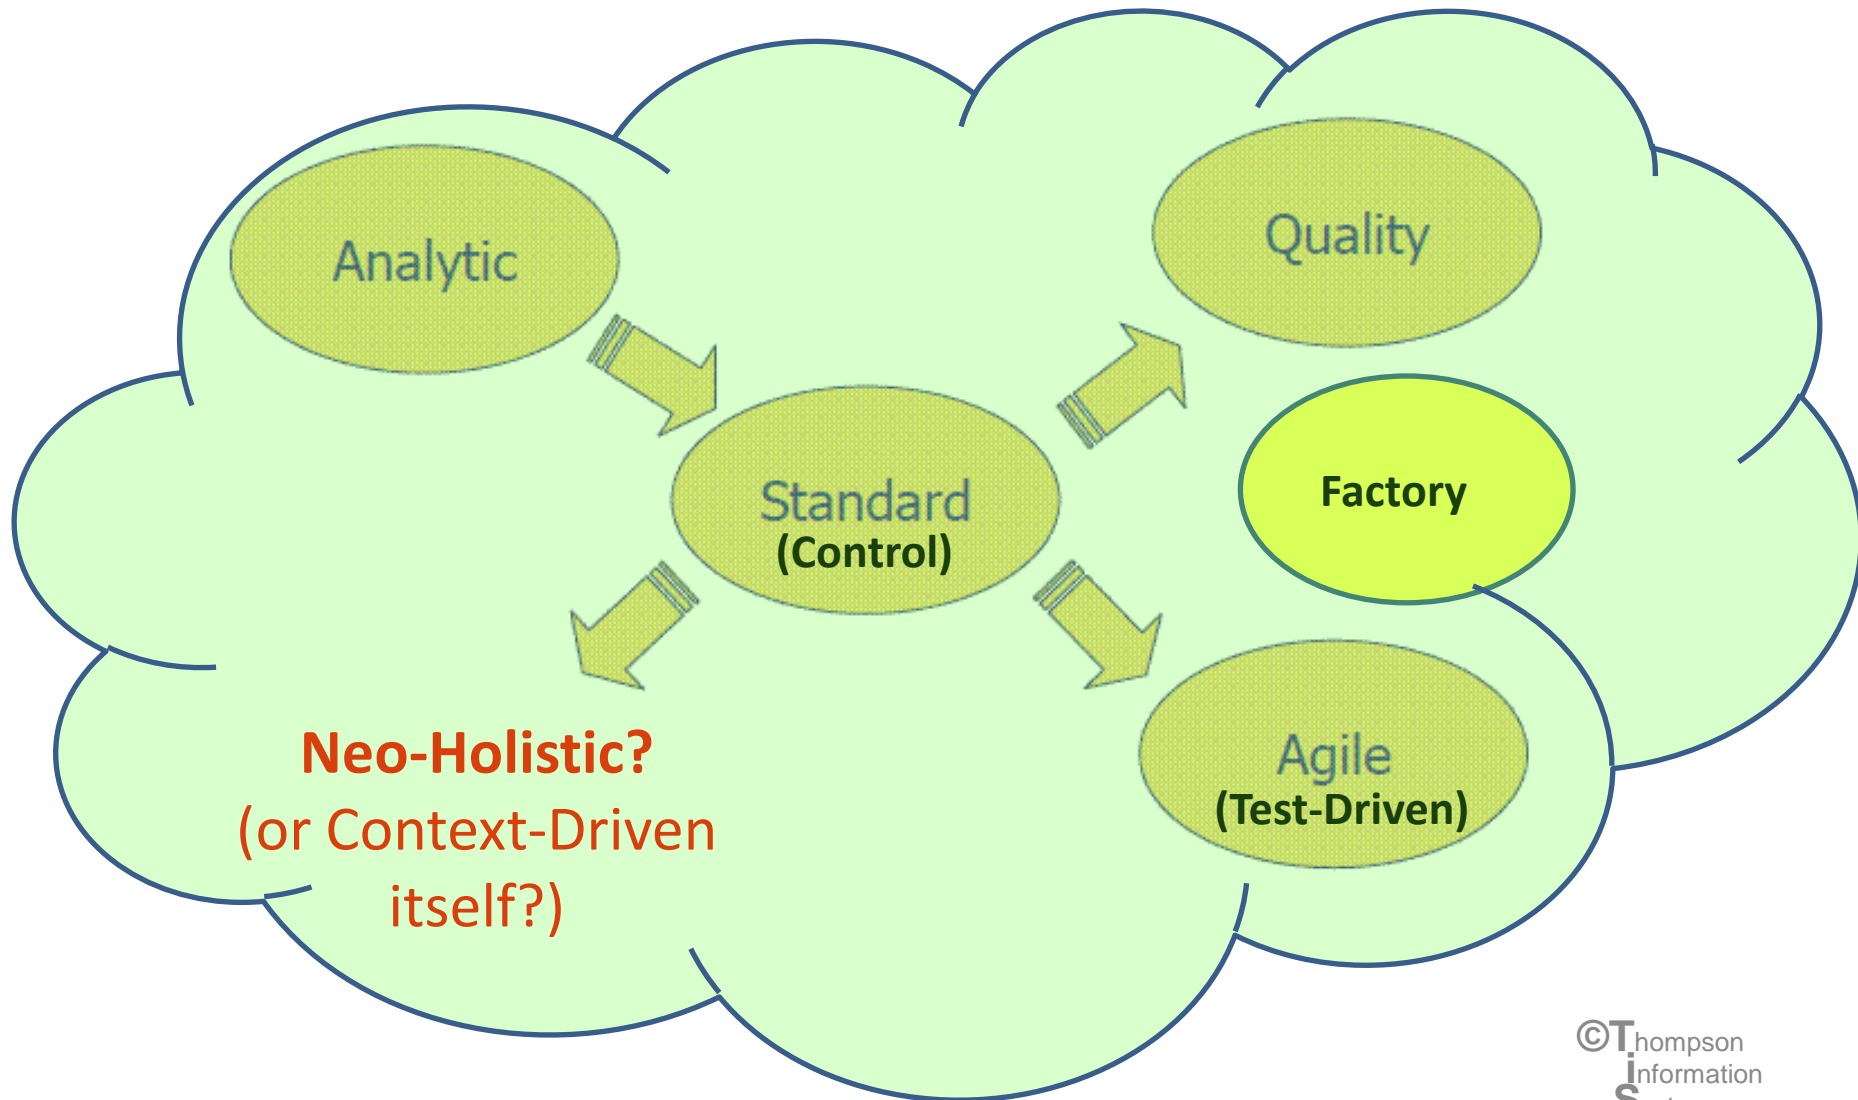 Analytic
Quality
Standard
(Control)
Factory
Agile
(Test-Driven)
Neo-Holistic?
(or Context-Driven
itself?)
©Thompson
information